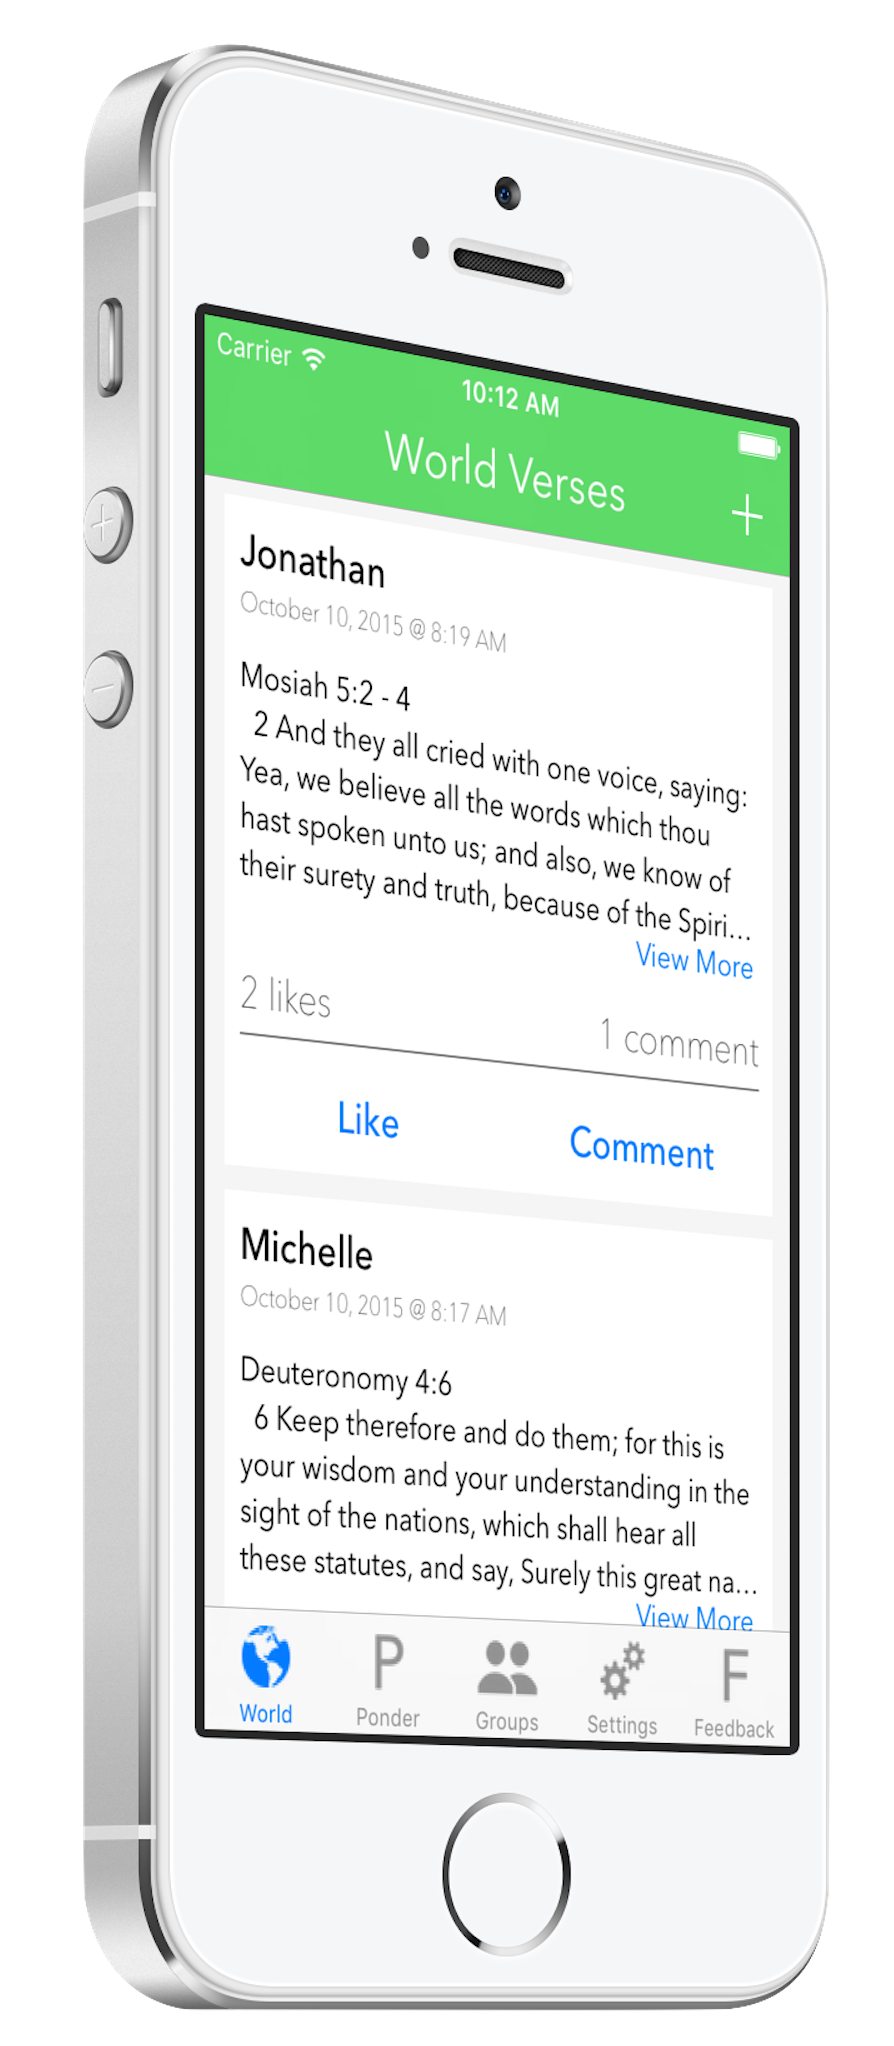 Carrier
10:12 AM
World Verses
+
Jonathan
October 10, 2015 @ 8:19 AM
Mosiah 5:2 - 4
2 And they all cried with one voice, saying:
Yea, we believe all the words which thou
hast spoken unto us; and also, we know of
their surety and truth, because of the Spiri...
View More
2 likes
1 comment
Like
Comment
Michelle
October 10, 2015 @ 8:17 AM
Deuteronomy 4:6
6 Keep therefore and do them; for this is
your wisdom and your understanding in the
sight of the nations, which shall hear all
these statutes, and say, Surely this great na...
View More
P
F
World
Ponder
Groups
Settings
Feedback